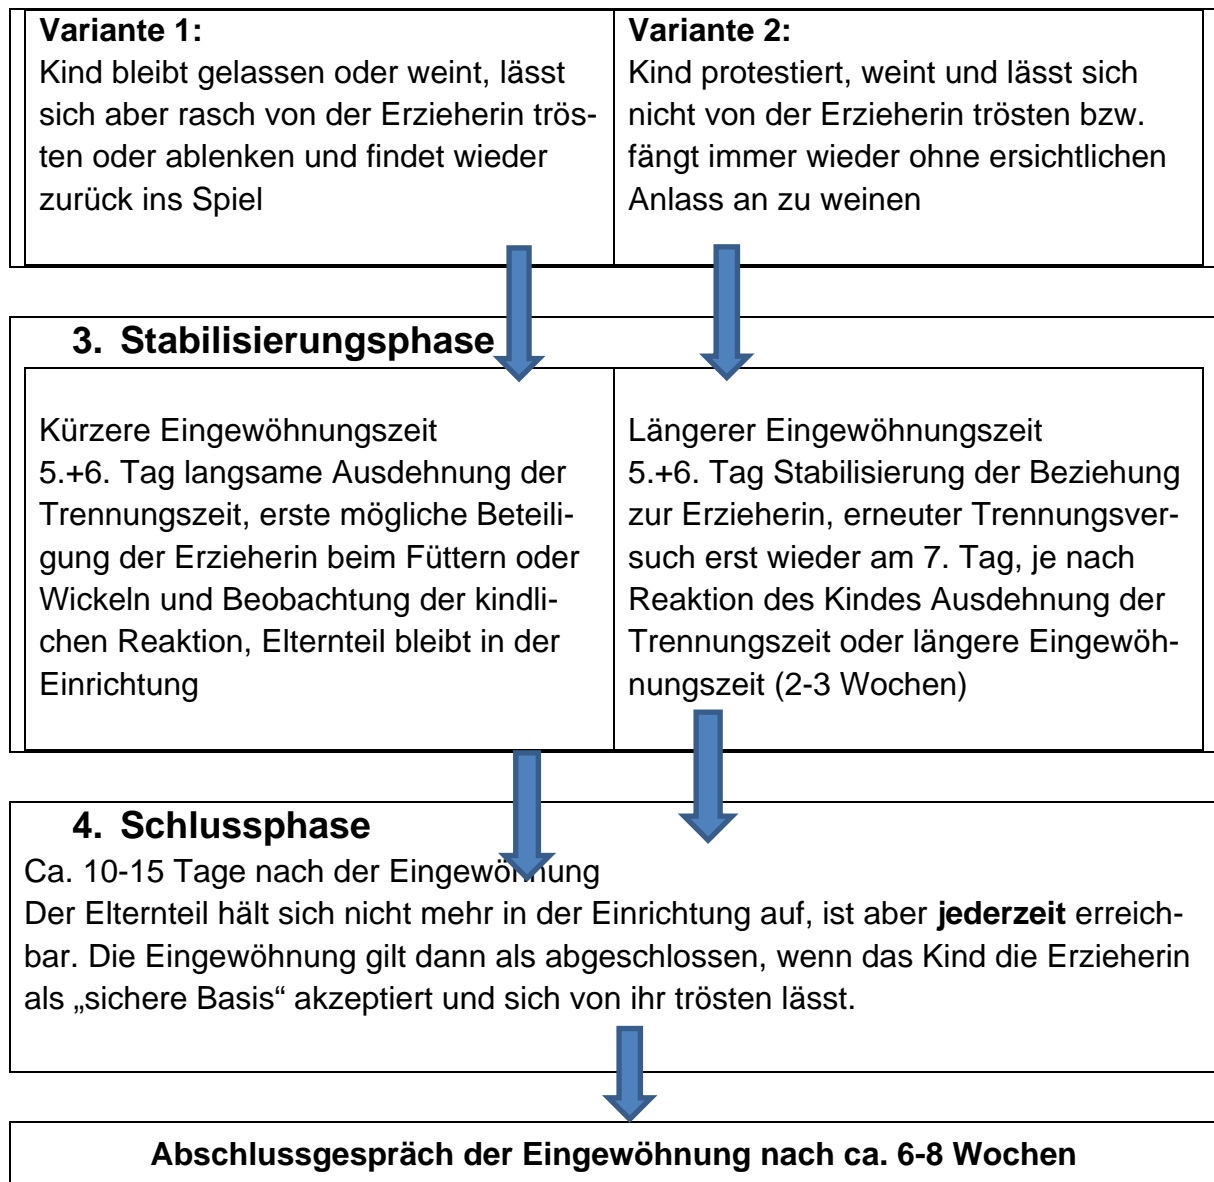 Variante 1:
Kind bleibt gelassen oder weint, lässt
sich aber rasch von der Erzieherin trös-
ten oder ablenken und findet wieder
zurück ins Spiel
Variante 2:
Kind protestiert, weint und lässt sich
nicht von der Erzieherin trösten bzw.
fängt immer wieder ohne ersichtlichen
Anlass an zu weinen
3. Stabilisierungsphase
Kürzere Eingewöhnungszeit
5.+6. Tag langsame Ausdehnung der
Trennungszeit, erste mögliche Beteili-
gung der Erzieherin beim Füttern oder
Wickeln und Beobachtung der kindli-
chen Reaktion, Elternteil bleibt in der
Einrichtung
Längerer Eingewöhnungszeit
5.+6. Tag Stabilisierung der Beziehung
zur Erzieherin, erneuter Trennungsver-
such erst wieder am 7. Tag, je nach
Reaktion des Kindes Ausdehnung der
Trennungszeit oder längere Eingewöh-
nungszeit (2-3 Wochen)
4. Schlussphase
Ca. 10-15 Tage nach der Eingewöhnung
Der Elternteil hält sich nicht mehr in der Einrichtung auf, ist aber jederzeit erreich-
bar. Die Eingewöhnung gilt dann als abgeschlossen, wenn das Kind die Erzieherin
als „sichere Basis“ akzeptiert und sich von ihr trösten lässt.
Abschlussgespräch der Eingewöhnung nach ca. 6-8 Wochen